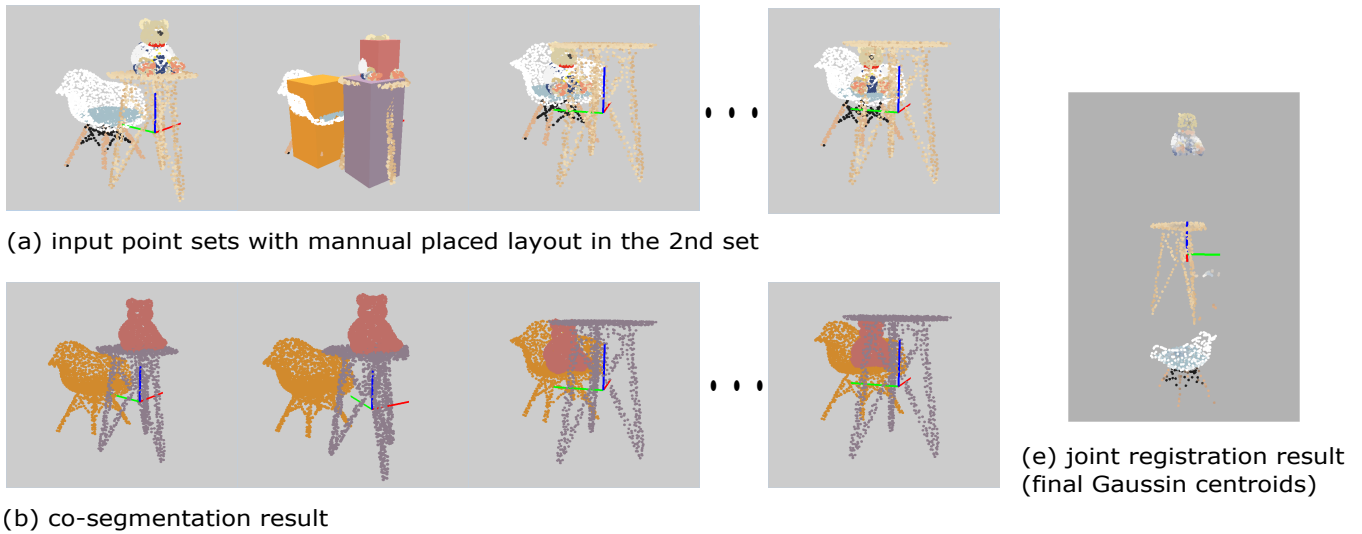 (a) input point sets with mannual placed layout in the 2nd set
(b) co-segmentation result
(e) joint registration result
(final Gaussin centroids)